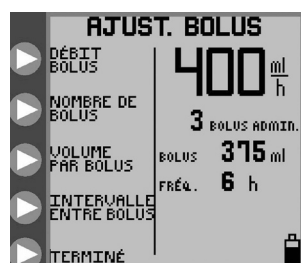 AJUST. BOLUS
DÉBIT
BOLUS
400 ml/h
NOMBRE DE
BOLUS
3 BOLUS ADMIN.
VOLUME
PAR BOLUS
BOLUS 375 ml
FRÉQ. 6 h
INTERVALLE
ENTRE BOLUS
TERMINÉ